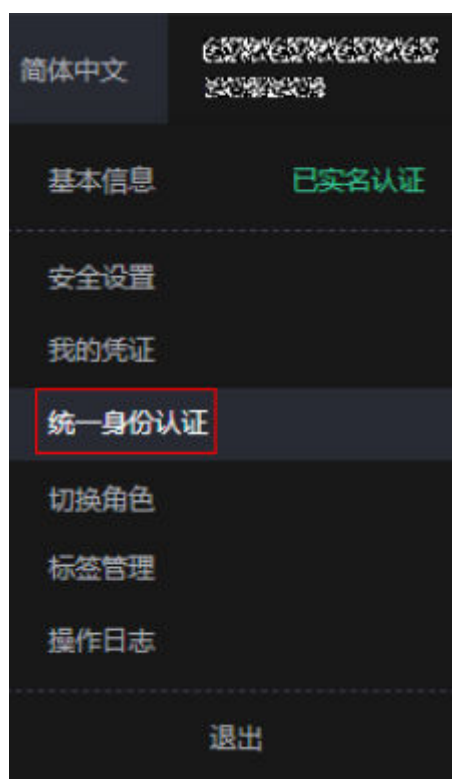 简体中文
基本信息 已实名认证
安全设置
我的凭证
统一身份认证
切换角色
标签管理
操作日志
退出